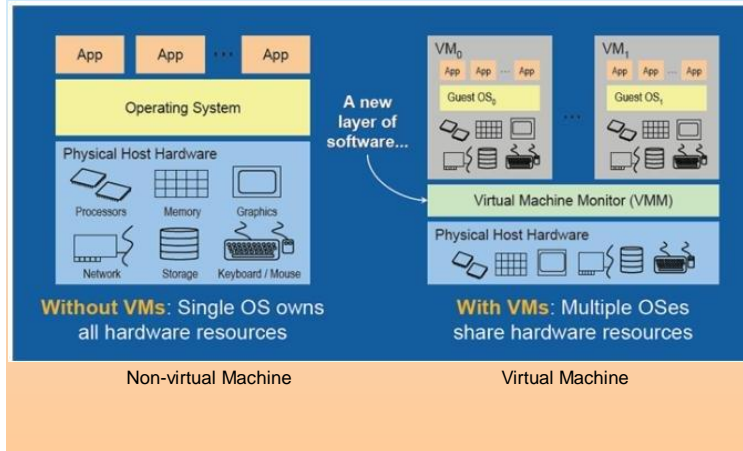 App App ... App
Operating System
Physical Host Hardware
Processors Memory Graphics
Network Storage Keyboard / Mouse
Without VMs: Single OS owns
all hardware resources
A new
layer of
software...
VM0
App App ... App
Guest OS0
...
VM1
App App ... App
Guest OS1
Virtual Machine Monitor (VMM)
Physical Host Hardware
With VMs: Multiple OSes
share hardware resources
Non-virtual Machine
Virtual Machine